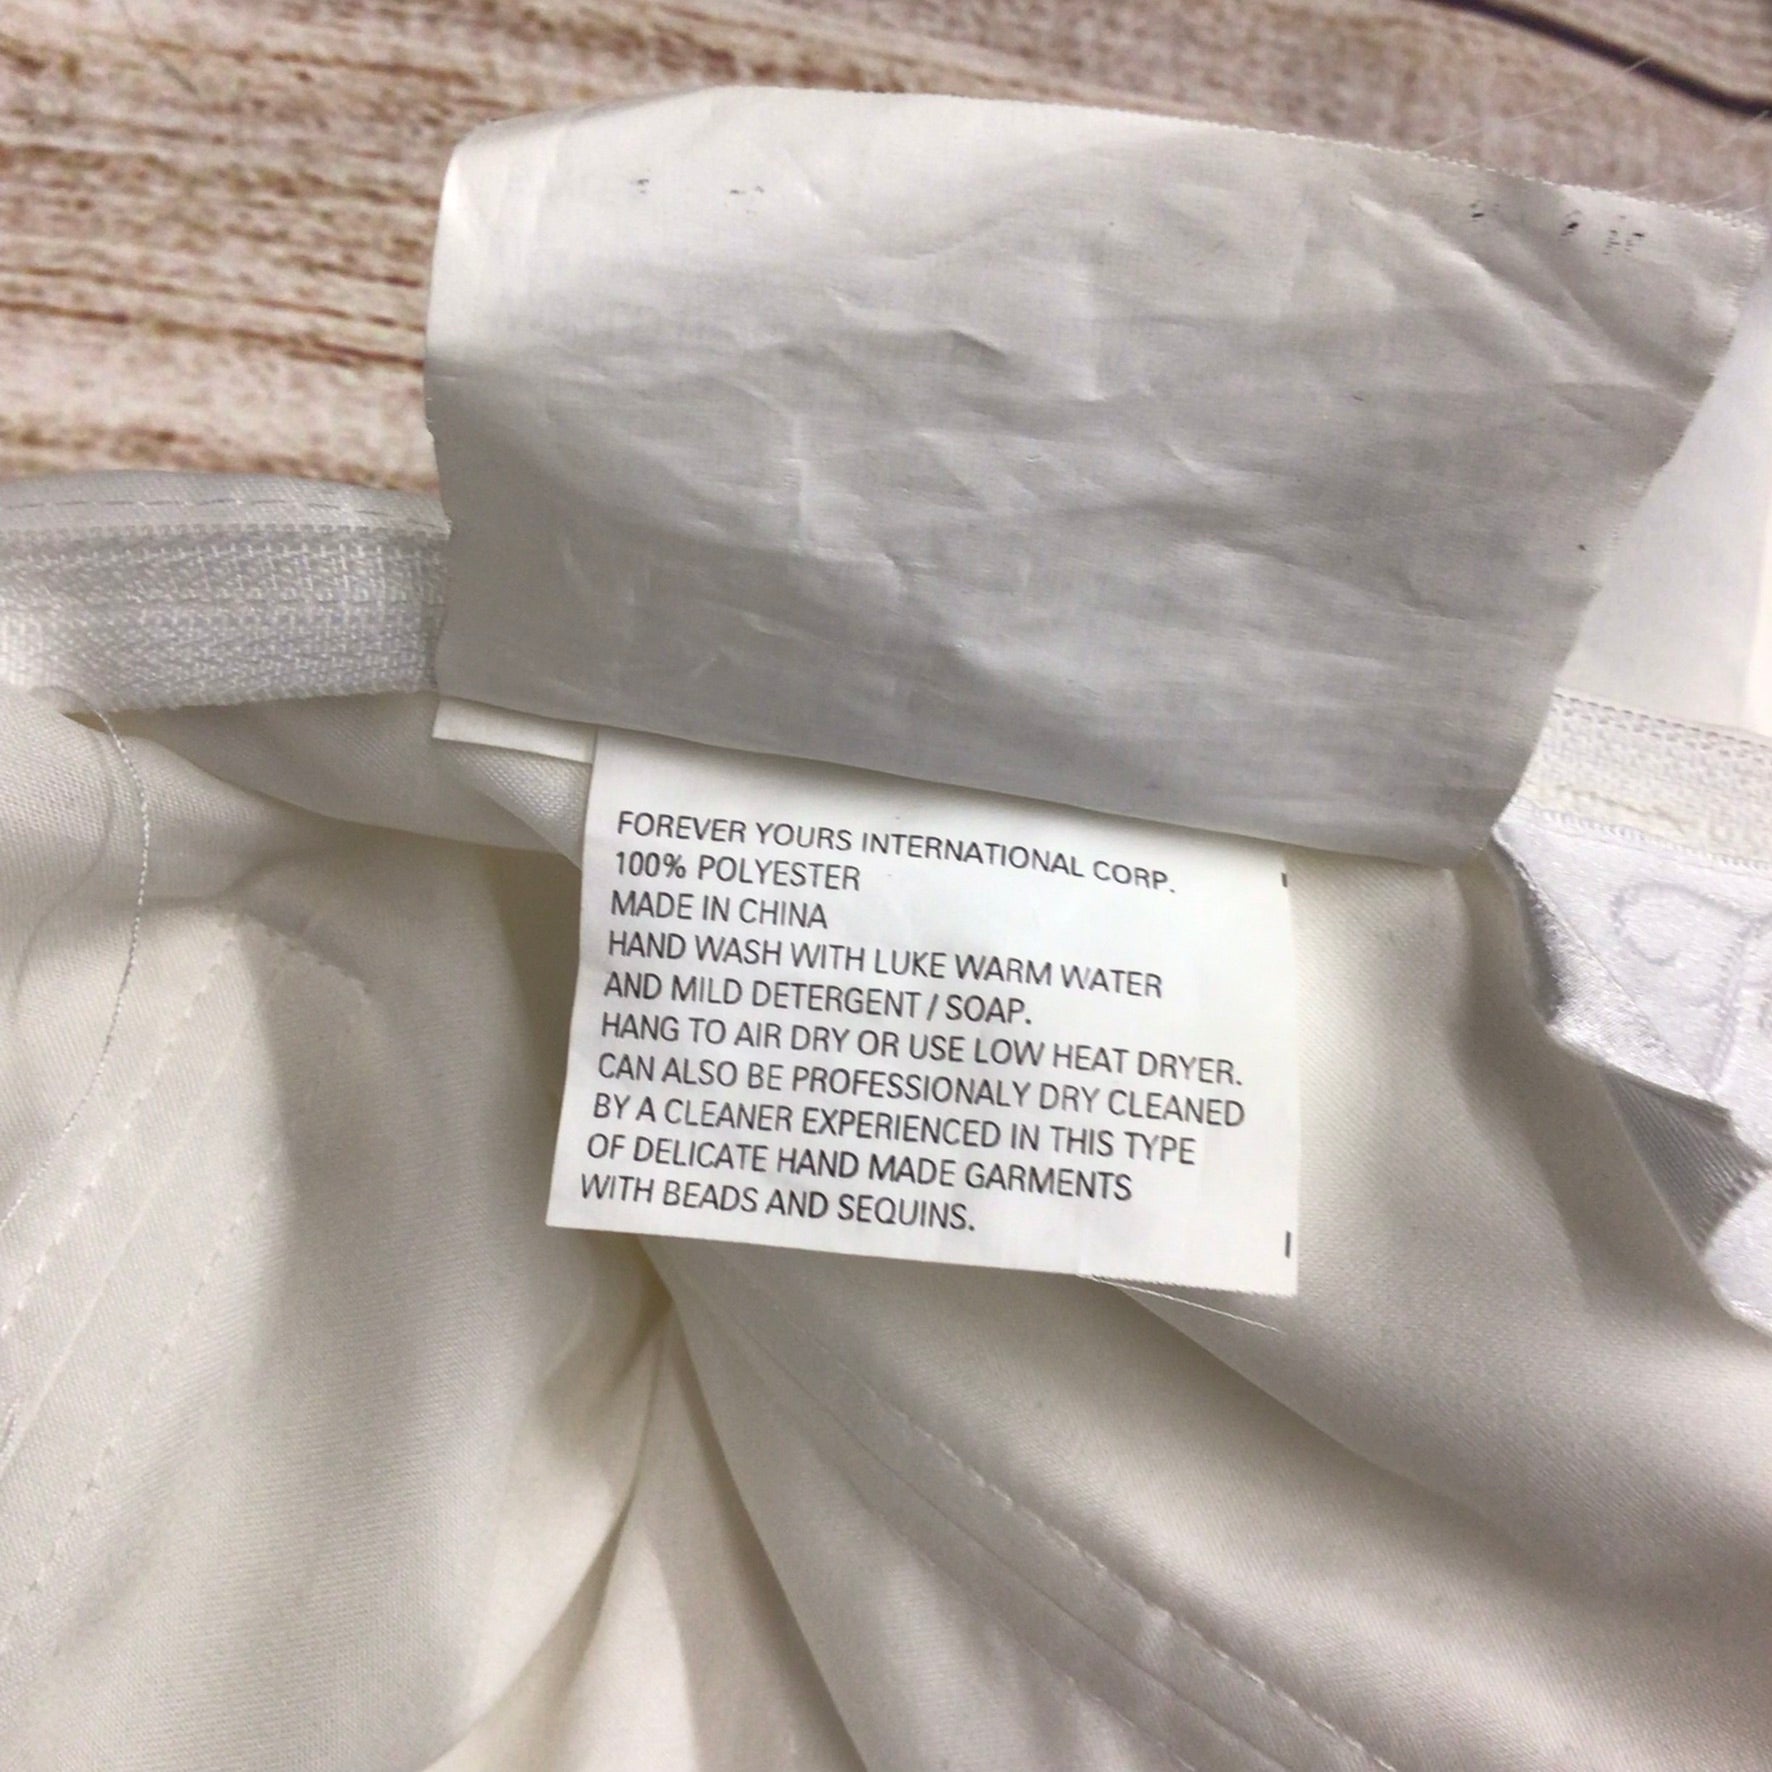 FOREVER YOURS INTERNATIONAL CORP.
100% POLYESTER
MADE IN CHINA
HAND WASH WITH LUKE WARM WATER
AND MILD DETERGENT / SOAP.
HANG TO AIR DRY OR USE LOW HEAT DRYER.
CAN ALSO BE PROFESSIONALY DRY CLEANED
BY A CLEANER EXPERIENCED IN THIS TYPE
OF DELICATE HAND MADE GARMENTS
WITH BEADS AND SEQUINS.